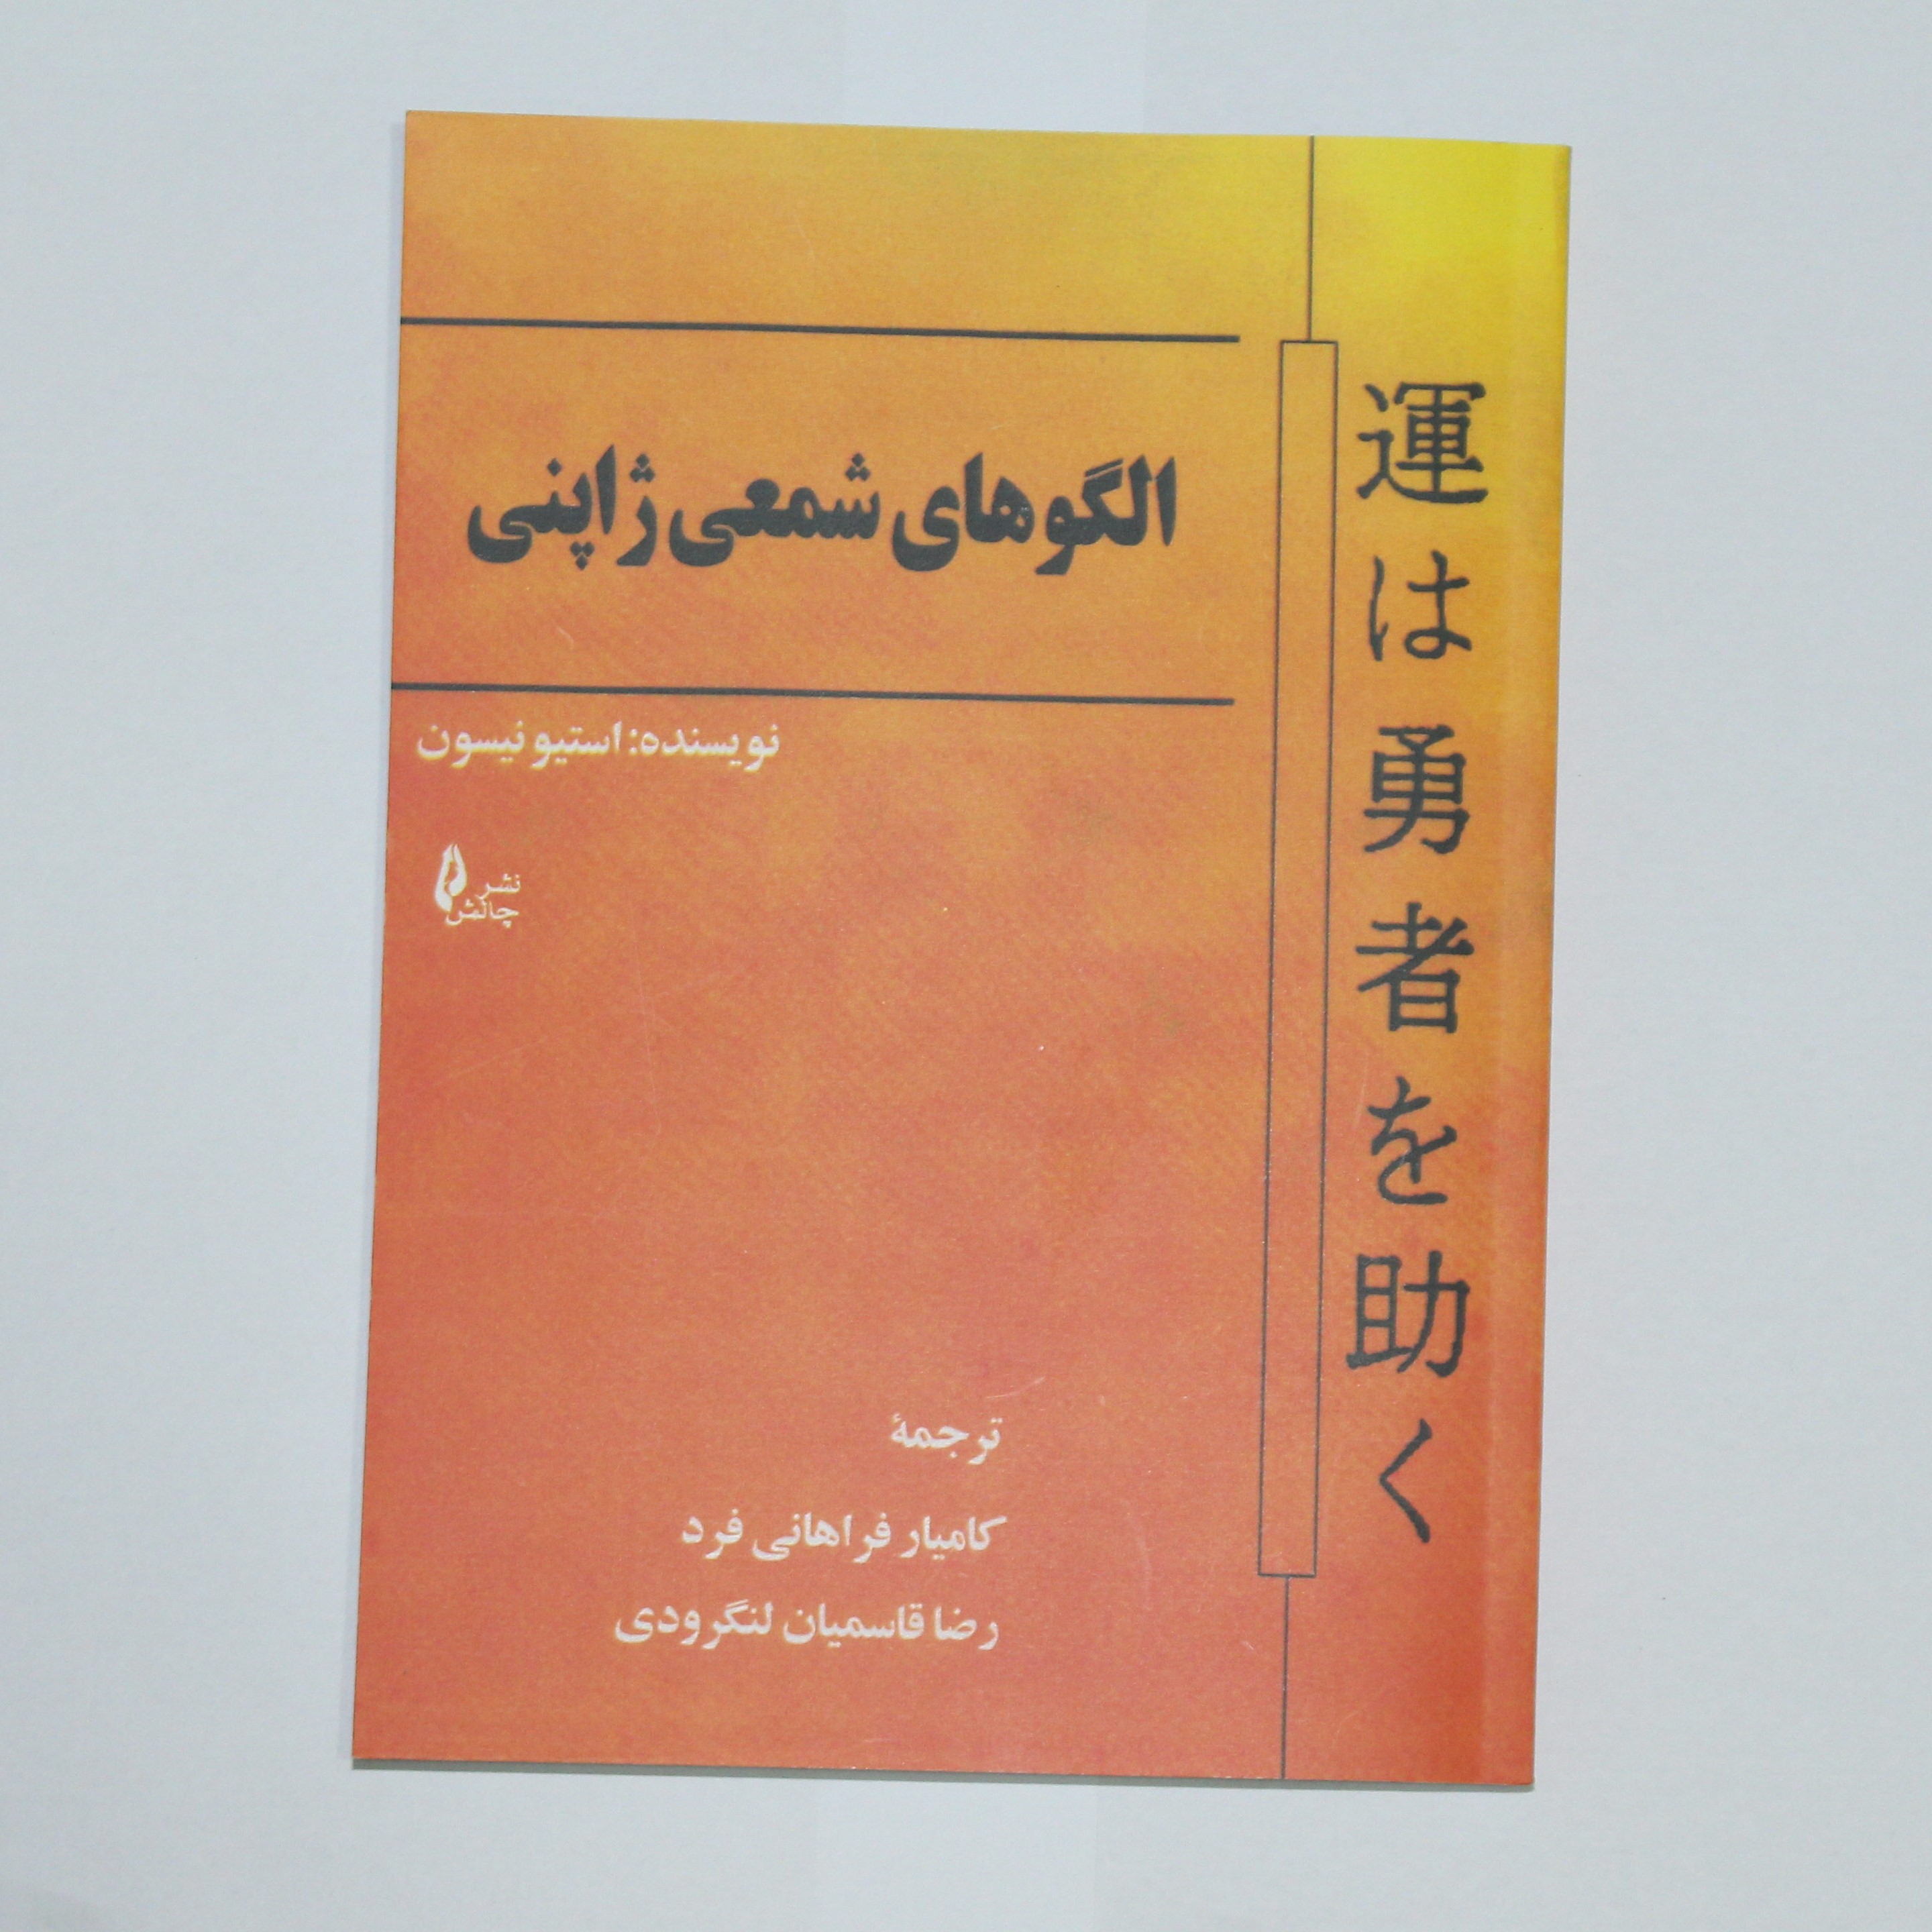 運は勇者を助く
الگوهای شمعی ژاپنی
نویسنده: استیو نیسون
نشر
چالش
ترجمهٔ
کامیار فراهانی فرد
رضا قاسمیان لنگرودی